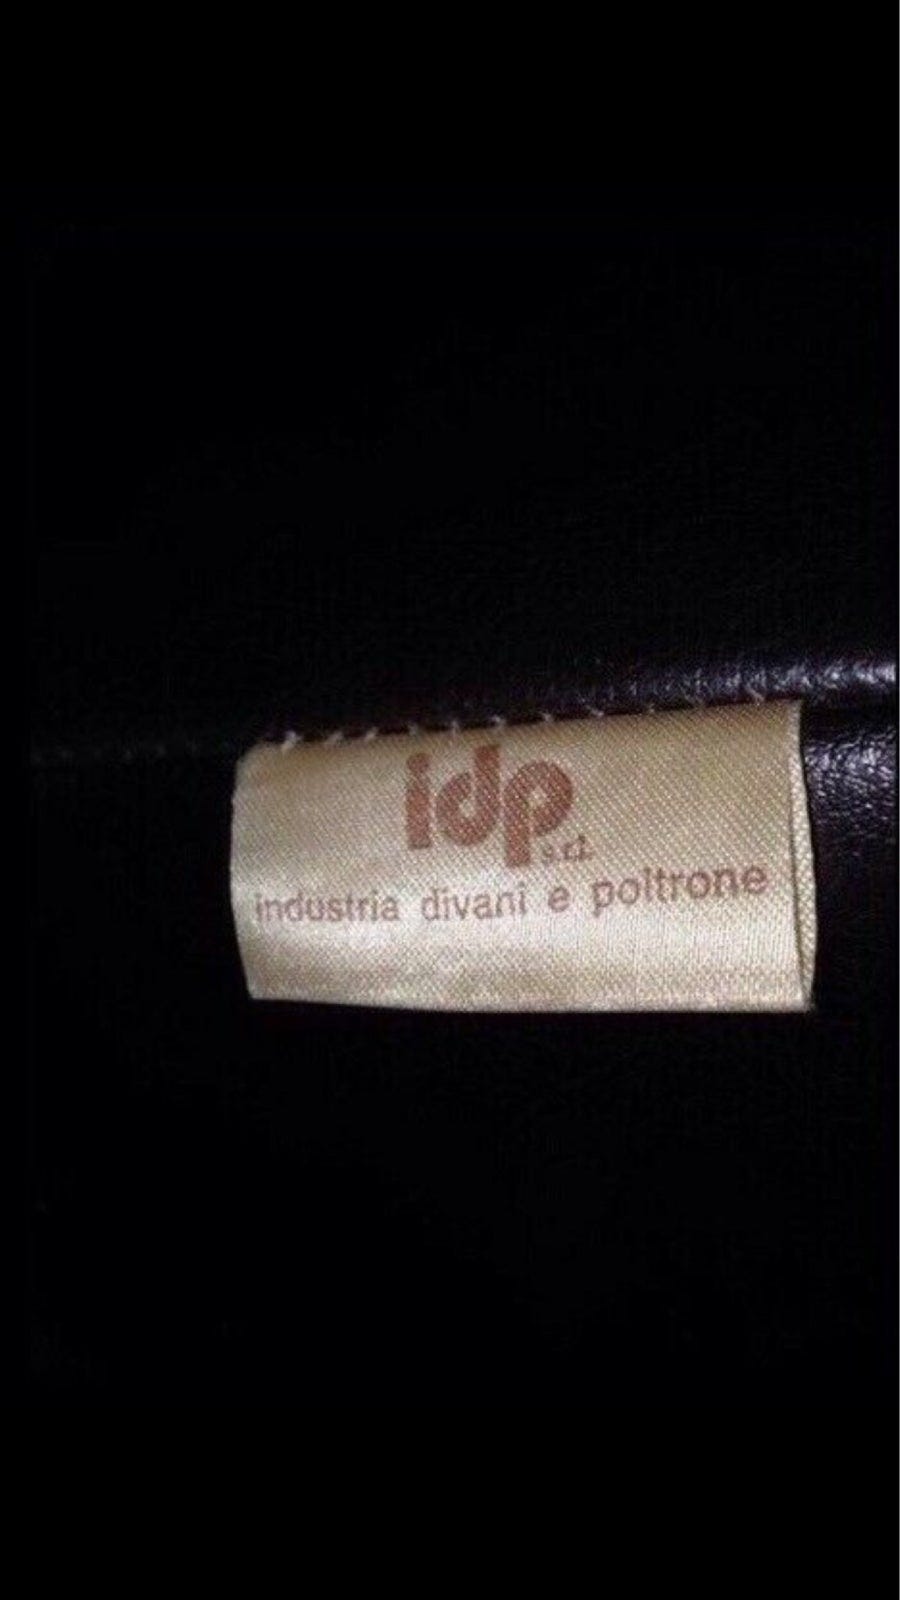 idp
s.r.l.
industria divani e poltrone